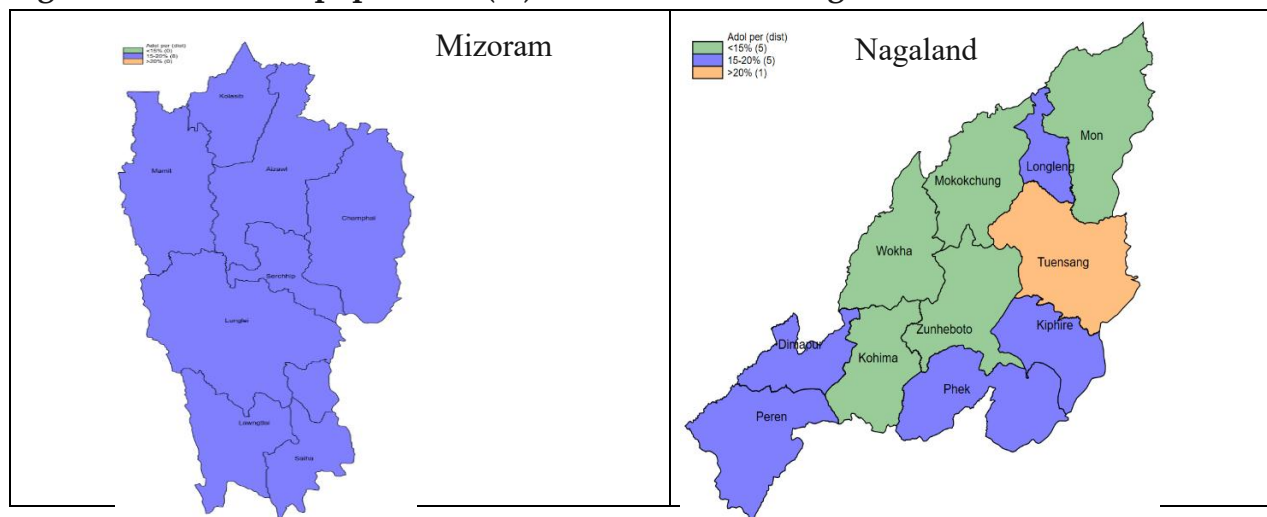 Mizoram
Adol per (dist)
<15% (0)
15-20% (8)
>20% (0)
Kolasib
Mamit
Aizawl
Champhai
Serchhip
Lunglei
Lawngtlai
Saiha
Nagaland
Adol per (dist)
<15% (5)
15-20% (5)
>20% (1)
Mon
Longleng
Mokokchung
Wokha
Tuensang
Zunheboto
Kiphire
Dimapur
Kohima
Phek
Peren